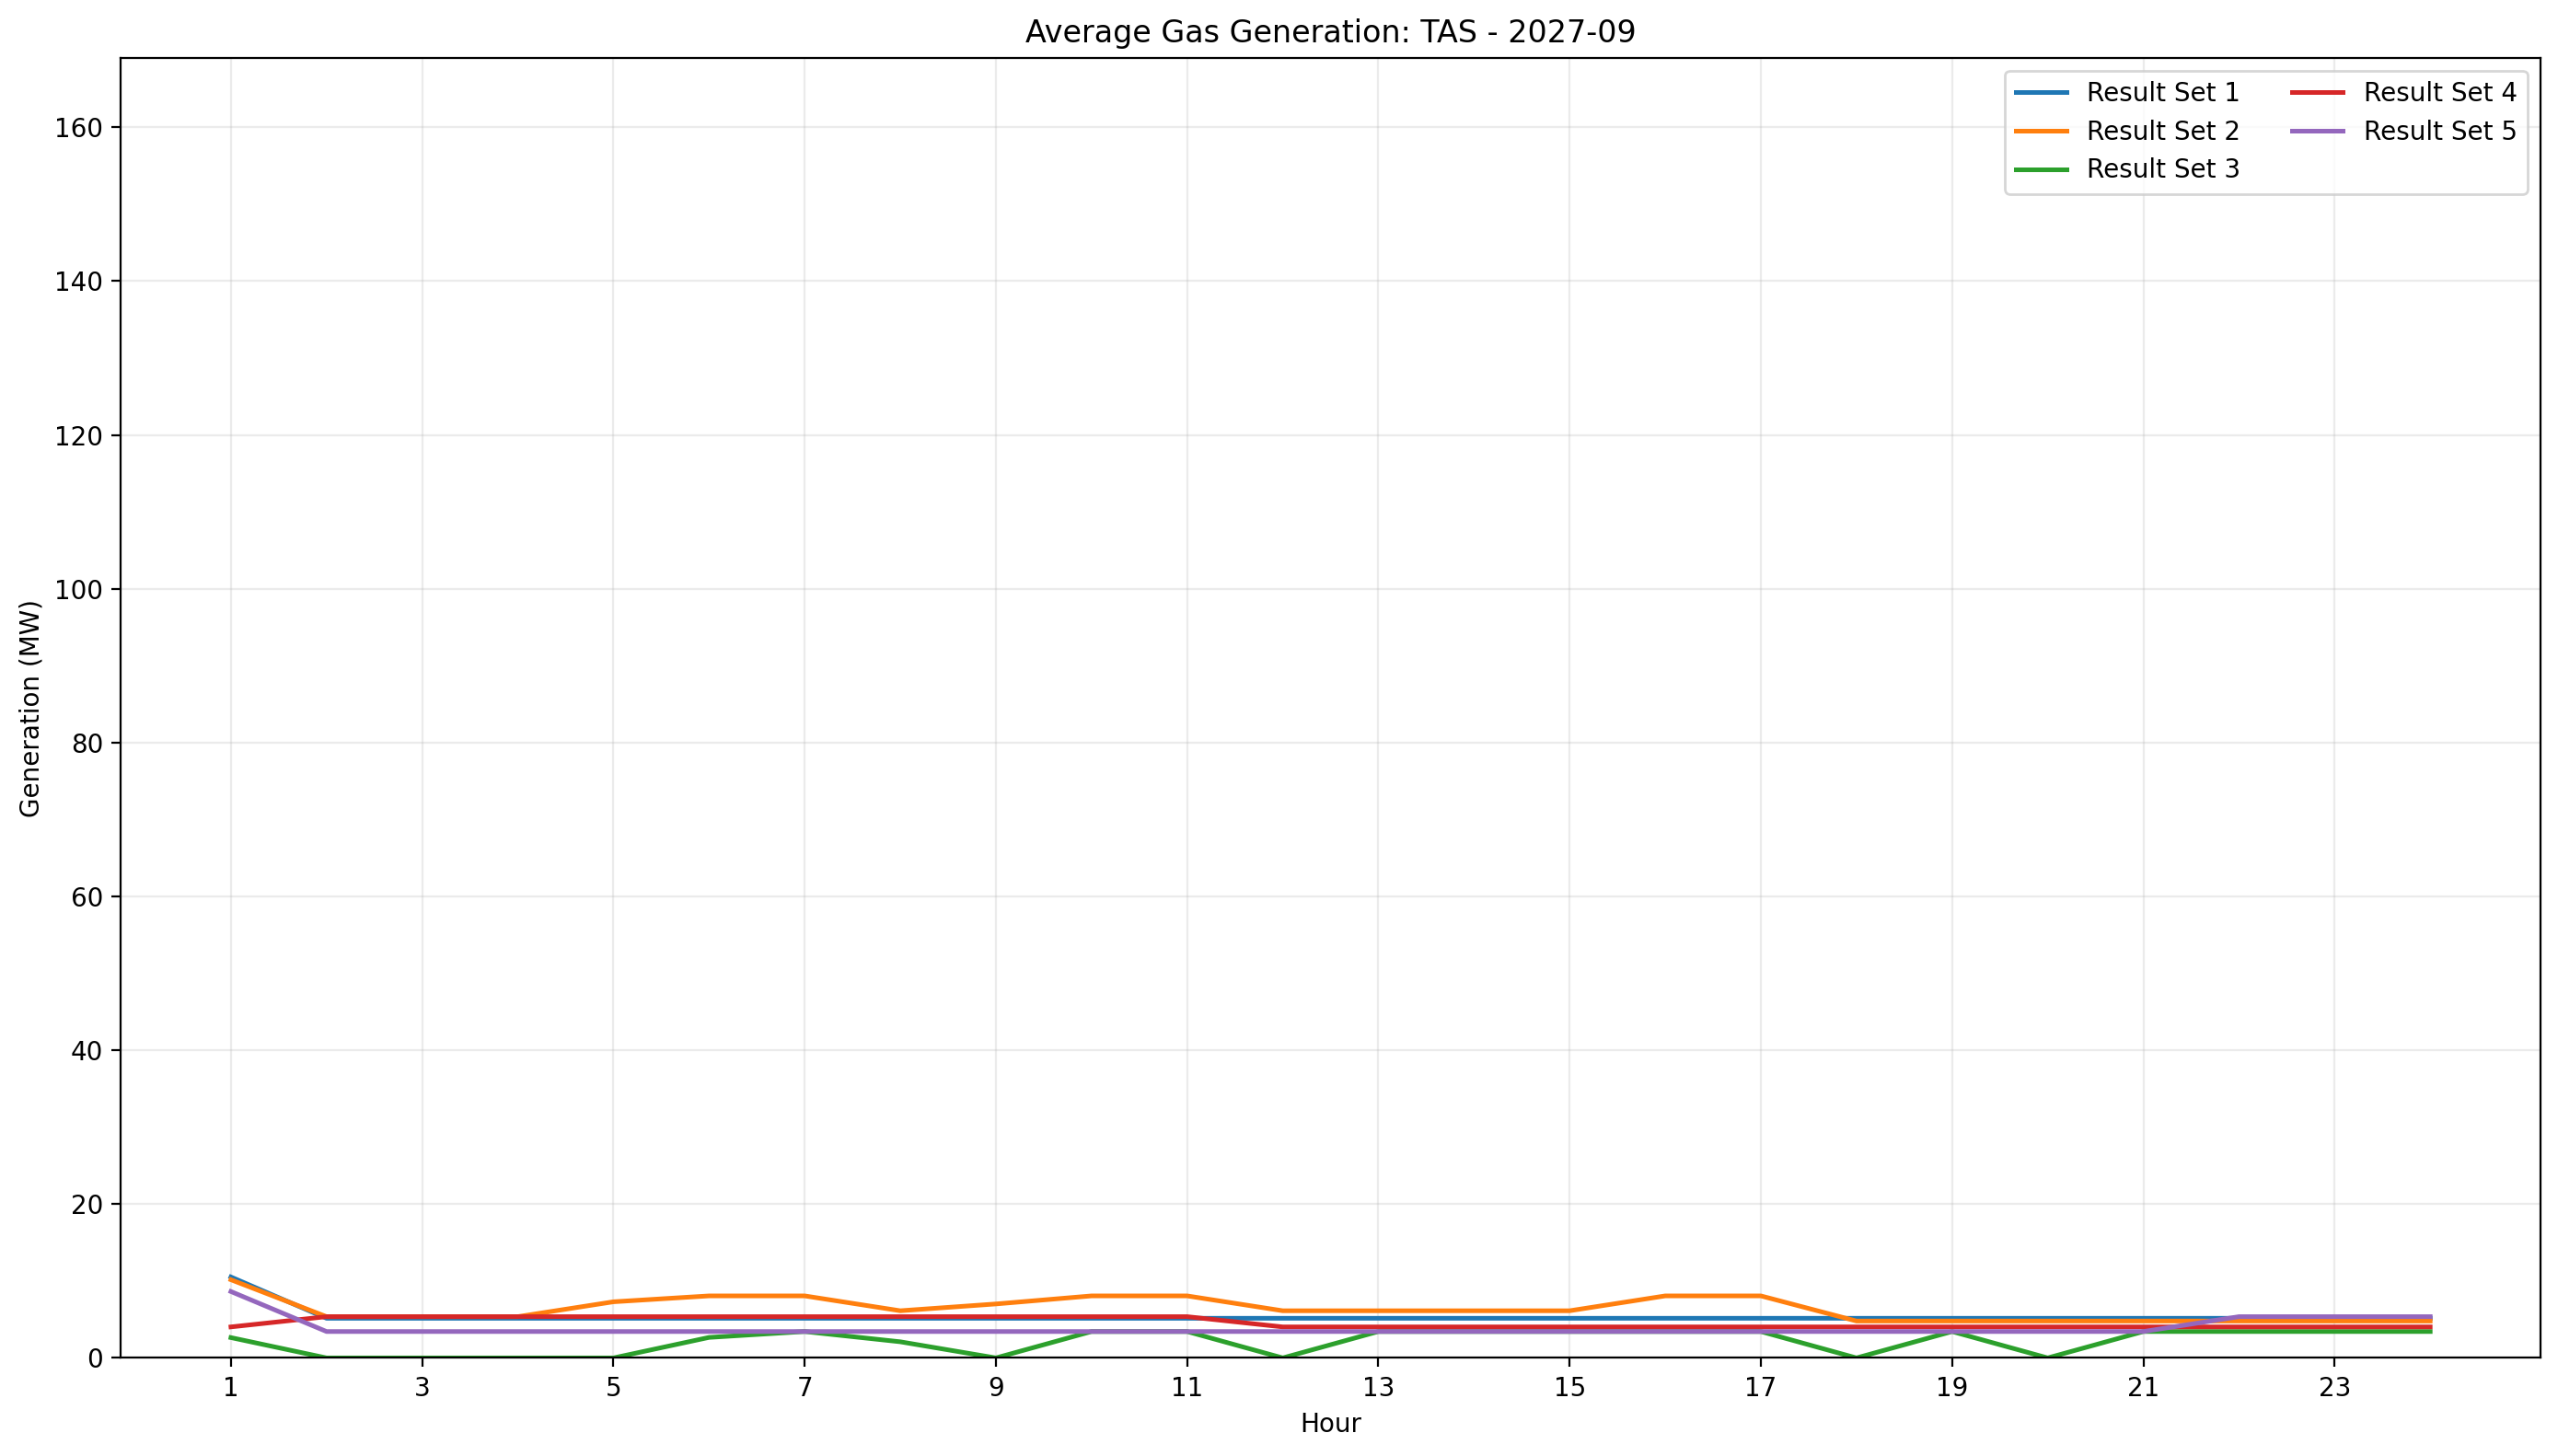 Average Gas Generation: TAS - 2027-09
Result Set 1
Result Set 2
Result Set 3
Result Set 4
Result Set 5
Generation (MW)
160
140
120
100
80
60
40
20
0
1 3 5 7 9 11 13 15 17 19 21 23
Hour